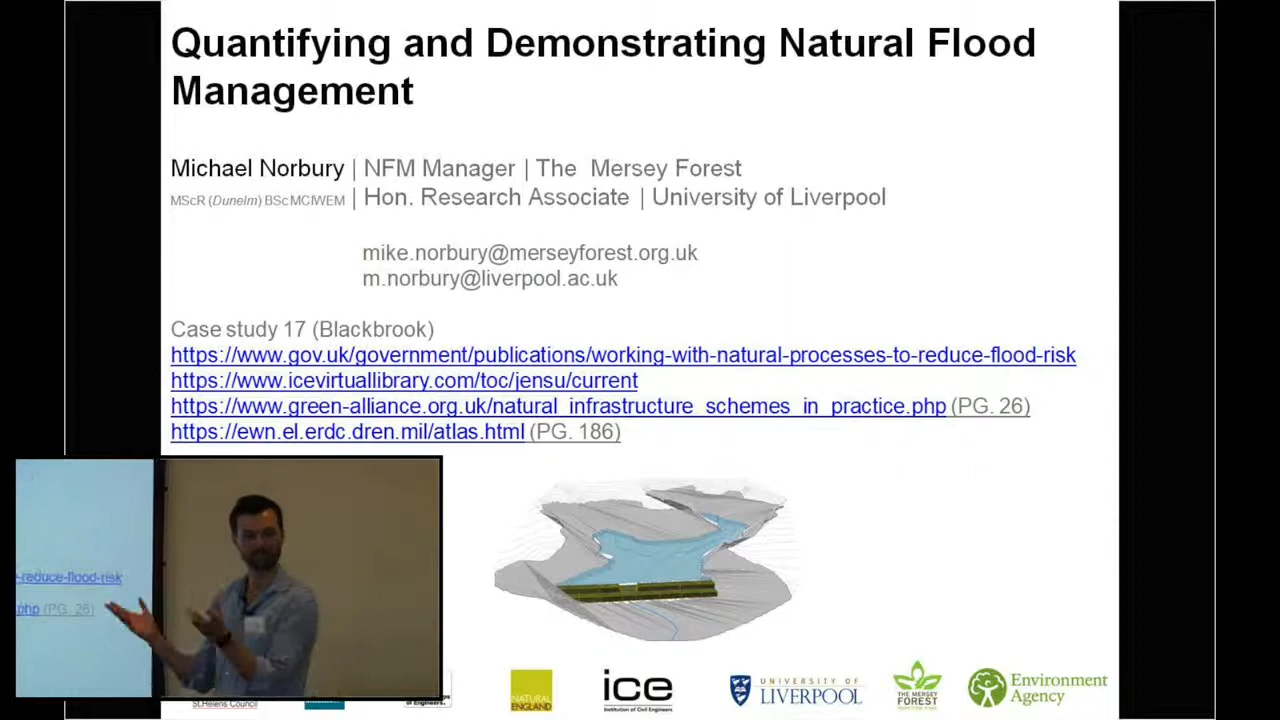 Quantifying and Demonstrating Natural Flood
Management
Michael Norbury | NFM Manager | The Mersey Forest
MScR (Dunelm) BSc MCIWEM | Hon. Research Associate | University of Liverpool
mike.norbury@merseyforest.org.uk
m.norbury@liverpool.ac.uk
Case study 17 (Blackbrook)
https://www.gov.uk/government/publications/working-with-natural-processes-to-reduce-flood-risk
https://www.icevirtuallibrary.com/toc/jensu/current
https://www.green-alliance.org.uk/natural_infrastructure_schemes_in_practice.php (PG. 26)
https://ewn.el.erdc.dren.mil/atlas.html (PG. 186)
-reduce-flood-risk
php (PG. 26)
St.Helens Council
of Engineers
NATURAL
ENGLAND
ice
Institution of Civil Engineers
UNIVERSITY OF
LIVERPOOL
THE MERSEY
FOREST
Environment
Agency